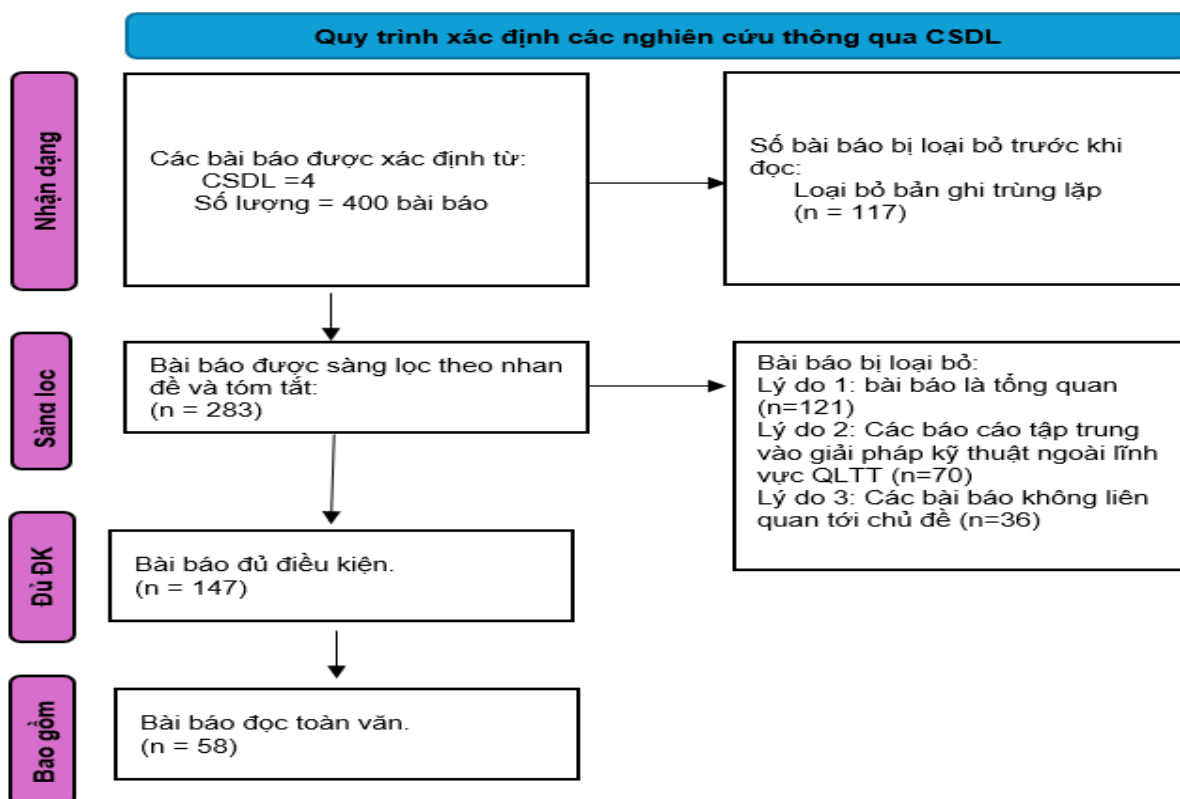 Quy trình xác định các nghiên cứu thông qua CSDL
Nhận dạng
Các bài báo được xác định từ:
CSDL =4
Số lượng = 400 bài báo
Số bài báo bị loại bỏ trước khi
đọc:
Loại bỏ bản ghi trùng lặp
(n = 117)
Sàng lọc
Bài báo được sàng lọc theo nhan
đề và tóm tắt:
(n = 283)
Bài báo bị loại bỏ:
Lý do 1: bài báo là tổng quan
(n=121)
Lý do 2: Các báo cáo tập trung
vào giải pháp kỹ thuật ngoài lĩnh
vực QLTT (n=70)
Lý do 3: Các bài báo không liên
quan tới chủ đề (n=36)
Đủ ĐK
Bài báo đủ điều kiện.
(n = 147)
Bao gồm
Bài báo đọc toàn văn.
(n = 58)